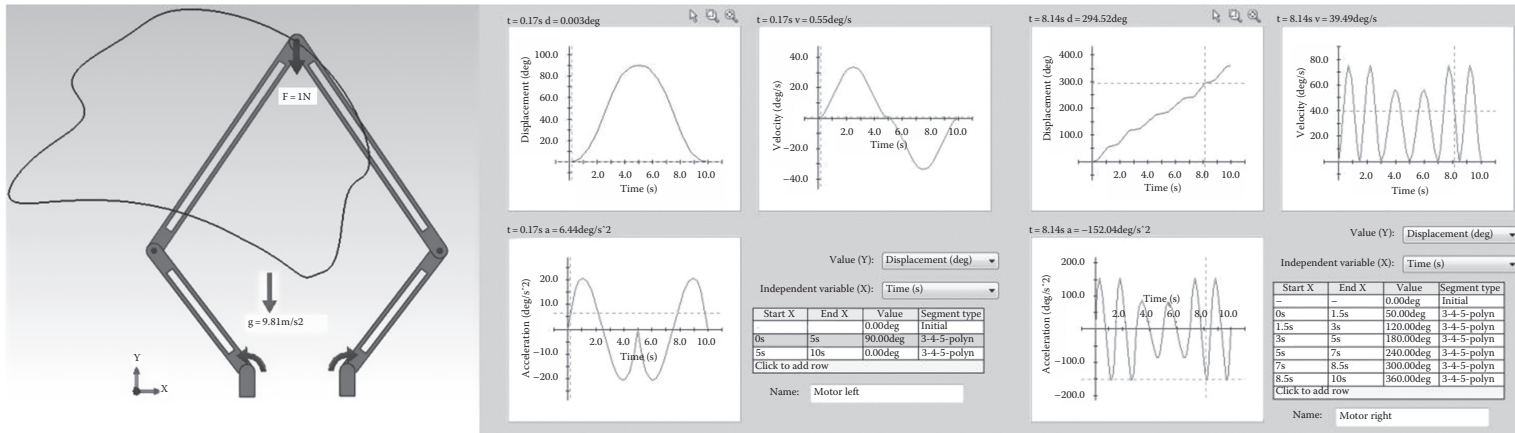 F = 1N
g = 9.81m/s2
Y
X
t = 0.17s d = 0.003deg
Displacement (deg)
100.0
80.0
60.0
40.0
20.0
2.0 4.0 6.0 8.0 10.0
Time (s)
t = 0.17s v = 0.55deg/s
Velocity (deg/s)
40.0
20.0
−20.0
−40.0
2.0 4.0 6.0 8.0 10.0
Time (s)
t = 0.17s a = 6.44deg/s^2
Acceleration (deg/s^2)
20.0
10.0
−10.0
−20.0
2.0 4.0 6.0 8.0 10.0
Time (s)
Value (Y): Displacement (deg)
Independent variable (X): Time (s)
Start X End X Value Segment type
0.00deg Initial
0s 5s 90.00deg 3-4-5-polyn
5s 10s 0.00deg 3-4-5-polyn
Click to add row
Name: Motor left
t = 8.14s d = 294.52deg
Displacement (deg)
400.0
300.0
200.0
100.0
2.0 4.0 6.0 8.0 10.0
Time (s)
t = 8.14s v = 39.49deg/s
Velocity (deg/s)
80.0
60.0
40.0
20.0
2.0 4.0 6.0 8.0 10.0
Time (s)
t = 8.14s a = −152.04deg/s^2
Acceleration (deg/s^2)
200.0
100.0
−100.0
−200.0
Time (s)
2.0 4.0 6.0 8.0 10.0
Value (Y): Displacement (deg)
Independent variable (X): Time (s)
Start X End X Value Segment type
– – 0.00deg Initial
0s 1.5s 50.00deg 3-4-5-polyn
1.5s 3s 120.00deg 3-4-5-polyn
3s 5s 180.00deg 3-4-5-polyn
5s 7s 240.00deg 3-4-5-polyn
7s 8.5s 300.00deg 3-4-5-polyn
8.5s 10s 360.00deg 3-4-5-polyn
Click to add row
Name: Motor right